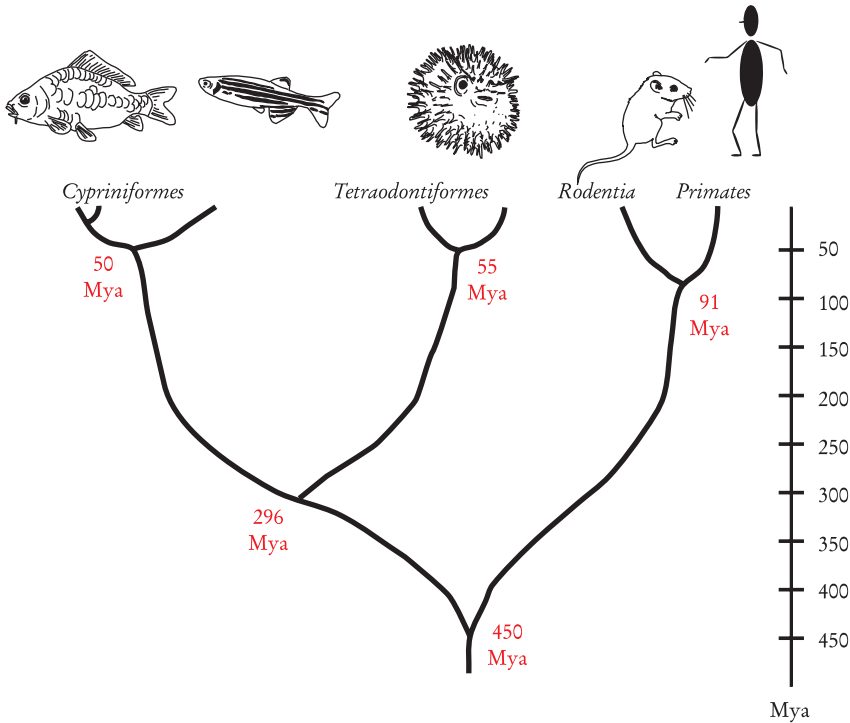 Cypriniformes
Tetraodontiformes
Rodentia
Primates
50
Mya
55
Mya
91
Mya
296
Mya
450
Mya
50
100
150
200
250
300
350
400
450
Mya